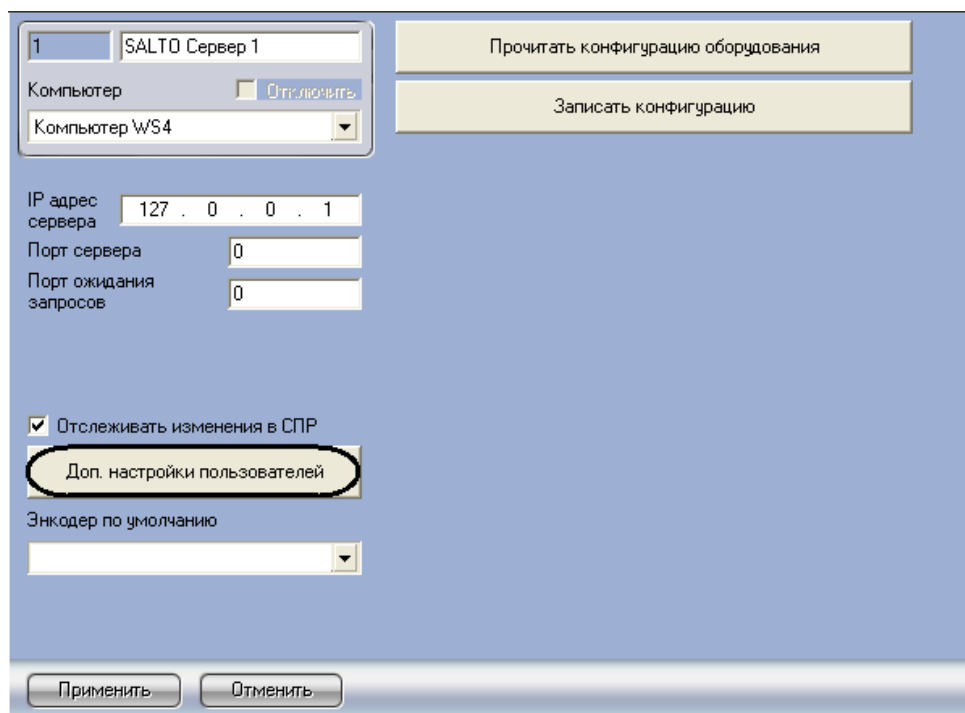 1
SALTO Сервер 1
Компьютер
Отключить
Компьютер WS4
Прочитать конфигурацию оборудования
Записать конфигурацию
IP адрес
сервера
127 . 0 . 0 . 1
Порт сервера
0
Порт ожидания
запросов
0
Отслеживать изменения в СПР
Доп. настройки пользователей
Энкодер по умолчанию
Применить
Отменить